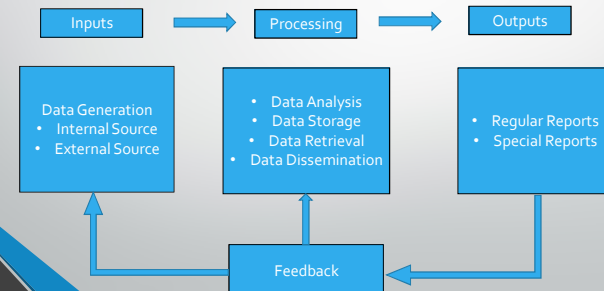 Inputs
Processing
Outputs
Data Generation
• Internal Source
• External Source
• Data Analysis
• Data Storage
• Data Retrieval
• Data Dissemination
• Regular Reports
• Special Reports
Feedback